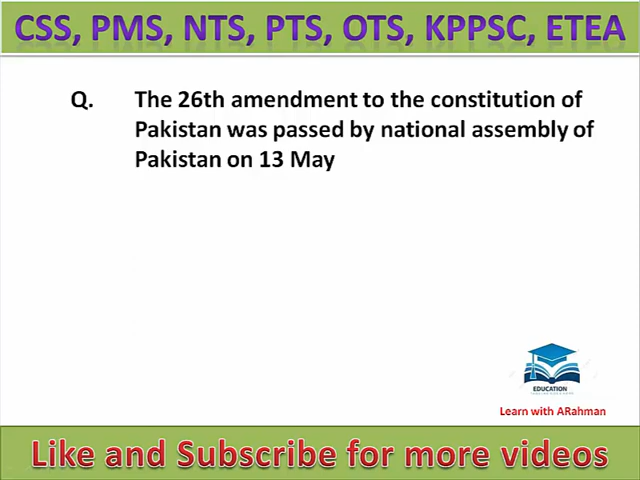 CSS, PMS, NTS, PTS, OTS, KPPSC, ETEA
Q. The 26th amendment to the constitution of
Pakistan was passed by national assembly of
Pakistan on 13 May
EDUCATION
Learn with ARahman
Like and Subscribe for more videos